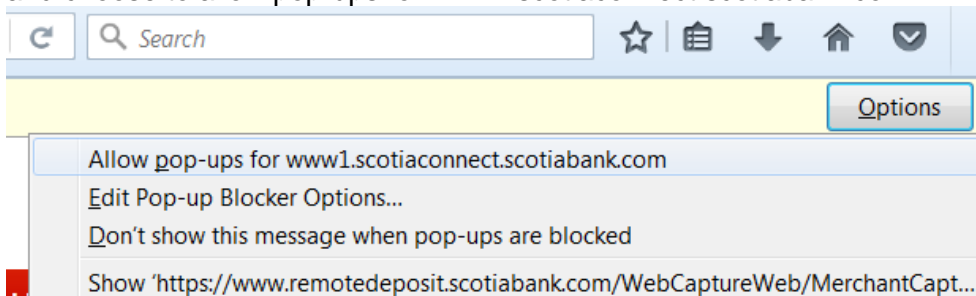 Search
Options
Allow pop-ups for www1.scotiaconnect.scotiabank.com
Edit Pop-up Blocker Options...
Don't show this message when pop-ups are blocked
Show 'https://www.remotedeposit.scotiabank.com/WebCaptureWeb/MerchantCapt...